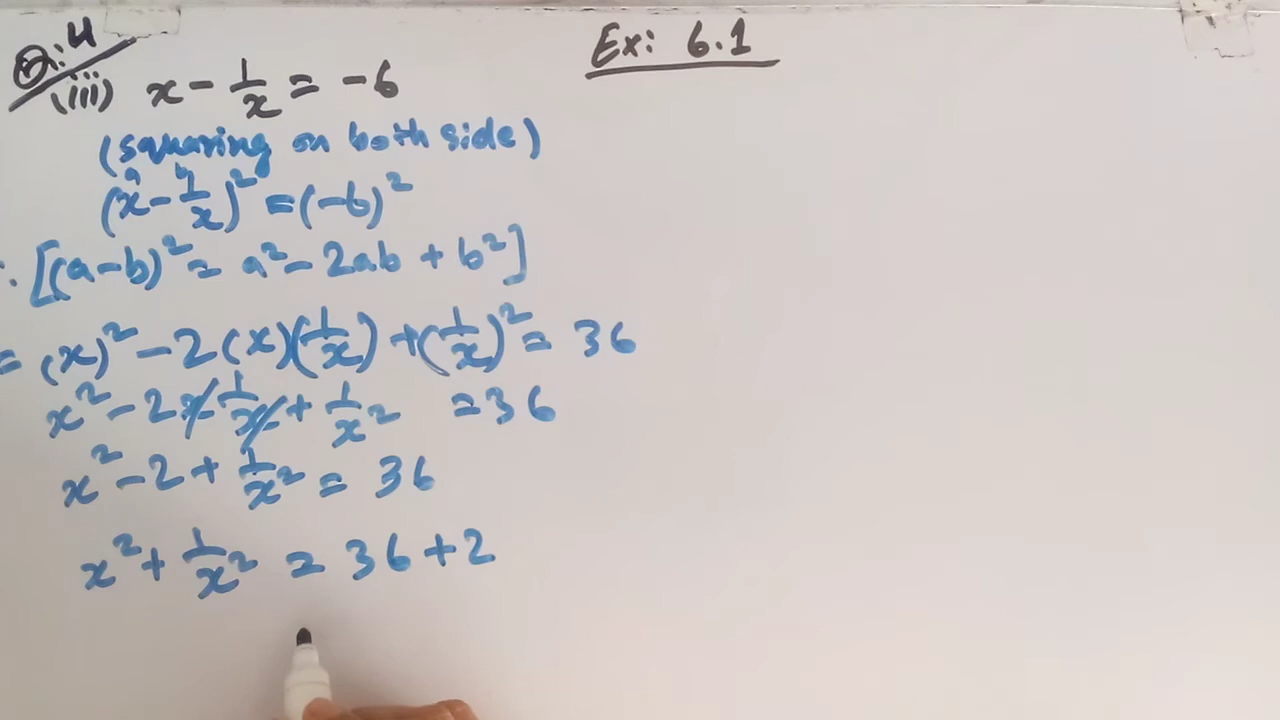 Q:4
Ex: 6.1
(iii) x - 1/x = -6
(squaring on both side)
a b
(x - 1/x)² = (-6)²
∵ [(a-b)² = a² - 2ab + b²]
= (x)² - 2(x)(1/x) + (1/x)² = 36
x² - 2x 1/x + 1/x² = 36
x² - 2 + 1/x² = 36
x² + 1/x² = 36 + 2